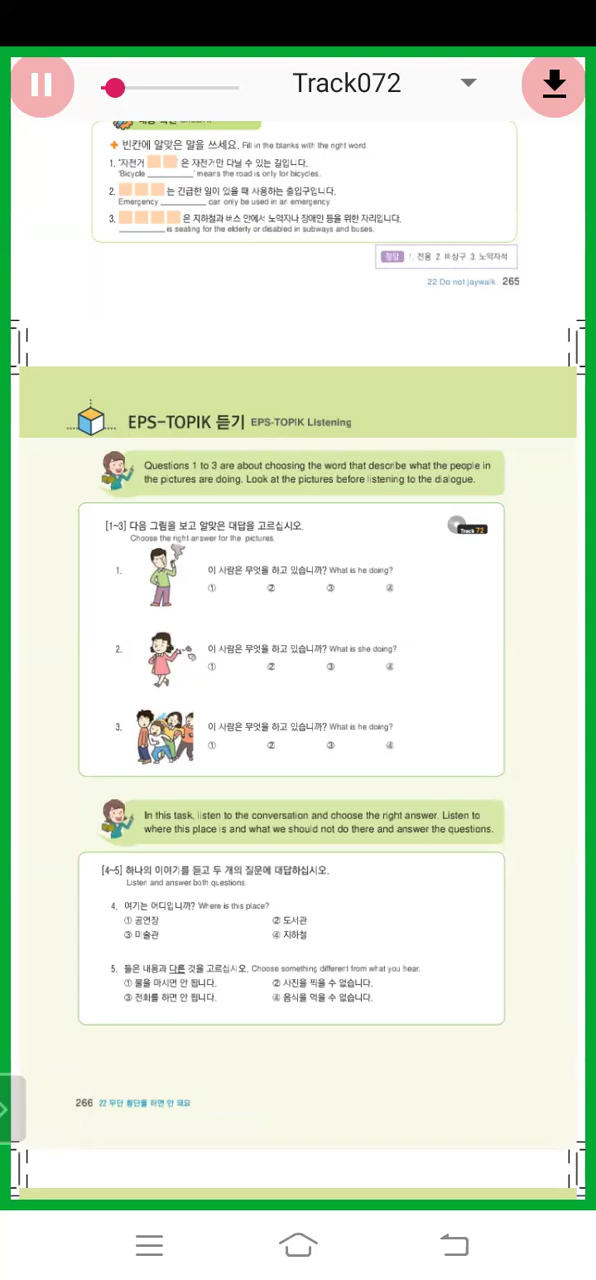 Track072
+ 빈칸에 알맞은 말을 쓰세요. Fill in the blanks with the right word.
1. '자전거 은 자전거만 다닐 수 있는 길입니다.
'Bicycle ________' means the road is only for bicycles.
2. 는 긴급한 일이 있을 때 사용하는 출입구입니다.
Emergency ________ can only be used in an emergency.
3. 은 지하철과 버스 안에서 노약자나 장애인 등을 위한 자리입니다.
________ is seating for the elderly or disabled in subways and buses.
정답 1. 전용 2. 비상구 3. 노약자석
22 Do not jaywalk. 265
EPS-TOPIK 듣기 EPS-TOPIK Listening
Questions 1 to 3 are about choosing the word that describe what the people in
the pictures are doing. Look at the pictures before listening to the dialogue.
[1~3] 다음 그림을 보고 알맞은 대답을 고르십시오.
Track 72
Choose the right answer for the pictures.
1. 이 사람은 무엇을 하고 있습니까? What is he doing?
① ② ③ ④
2. 이 사람은 무엇을 하고 있습니까? What is she doing?
① ② ③ ④
3. 이 사람은 무엇을 하고 있습니까? What is he doing?
① ② ③ ④
In this task, listen to the conversation and choose the right answer. Listen to
where this place is and what we should not do there and answer the questions.
[4~5] 하나의 이야기를 듣고 두 개의 질문에 대답하십시오.
Listen and answer both questions.
4. 여기는 어디입니까? Where is this place?
① 공연장 ② 도서관
③ 미술관 ④ 지하철
5. 들은 내용과 다른 것을 고르십시오. Choose something different from what you hear.
① 물을 마시면 안 됩니다. ② 사진을 찍을 수 없습니다.
③ 전화를 하면 안 됩니다. ④ 음식을 먹을 수 없습니다.
266 22 무단 횡단을 하면 안 돼요